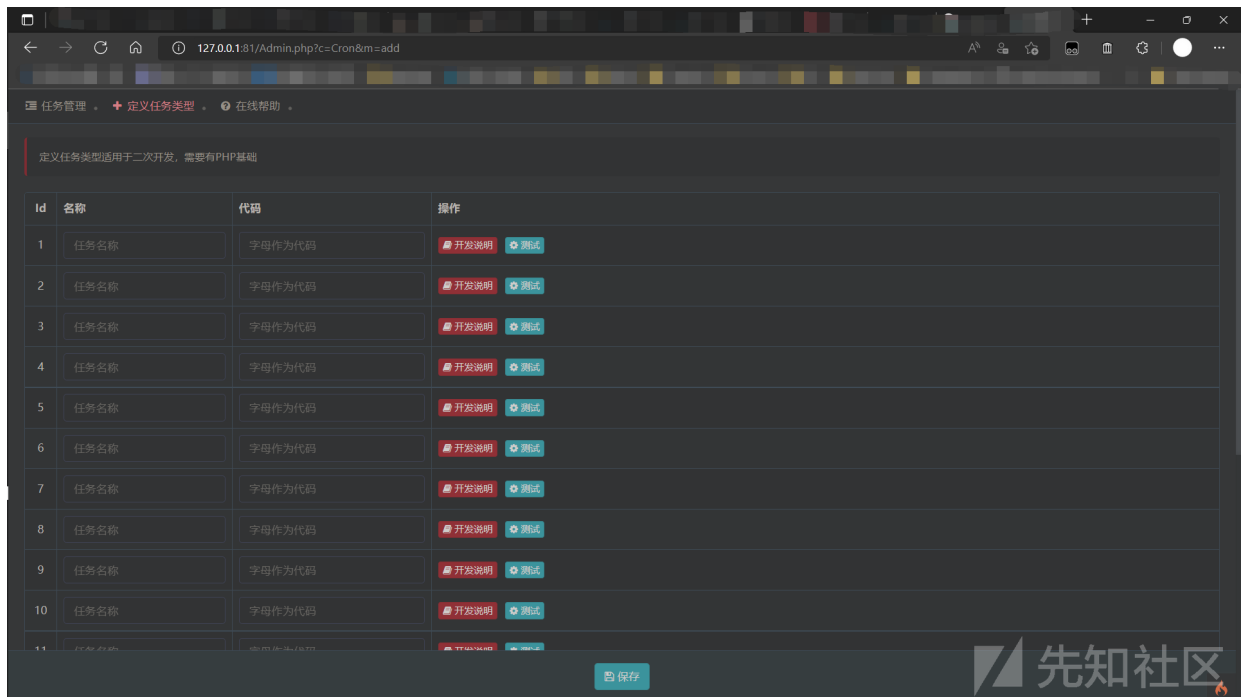 127.0.0.1:81/Admin.php?c=Cron&m=add
任务管理 定义任务类型 在线帮助
定义任务类型适用于二次开发，需要有PHP基础
Id 名称 代码 操作
1 任务名称 字母作为代码 开发说明 测试
2 任务名称 字母作为代码 开发说明 测试
3 任务名称 字母作为代码 开发说明 测试
4 任务名称 字母作为代码 开发说明 测试
5 任务名称 字母作为代码 开发说明 测试
6 任务名称 字母作为代码 开发说明 测试
7 任务名称 字母作为代码 开发说明 测试
8 任务名称 字母作为代码 开发说明 测试
9 任务名称 字母作为代码 开发说明 测试
10 任务名称 字母作为代码 开发说明 测试
保存
先知社区